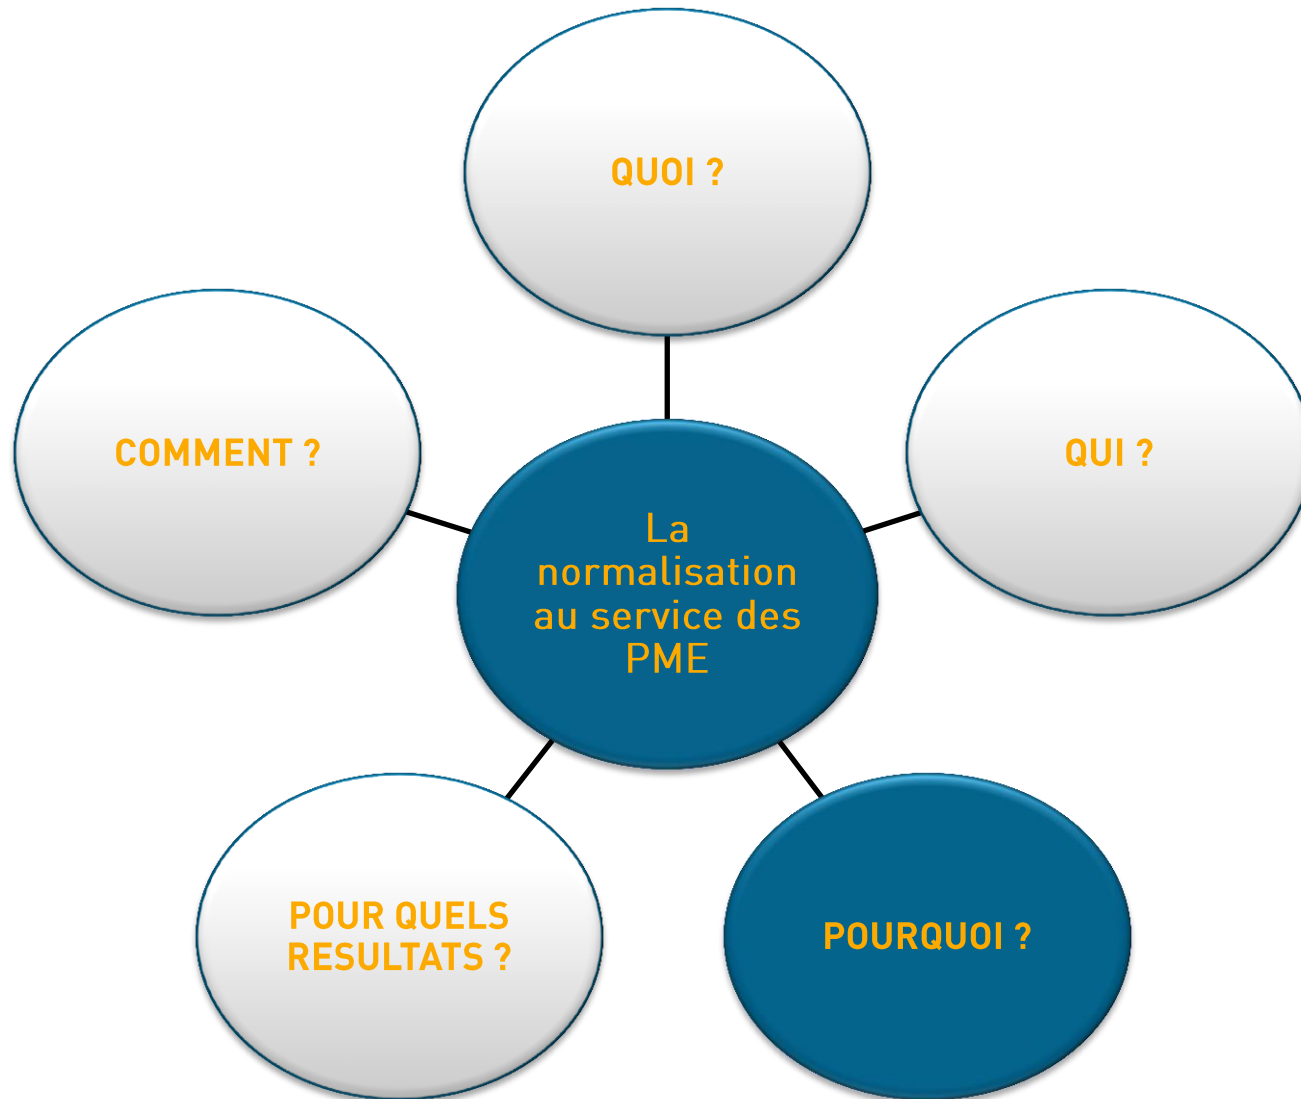 QUOI ?
COMMENT ?
QUI ?
La
normalisation
au service des
PME
POUR QUELS
RESULTATS ?
POURQUOI ?